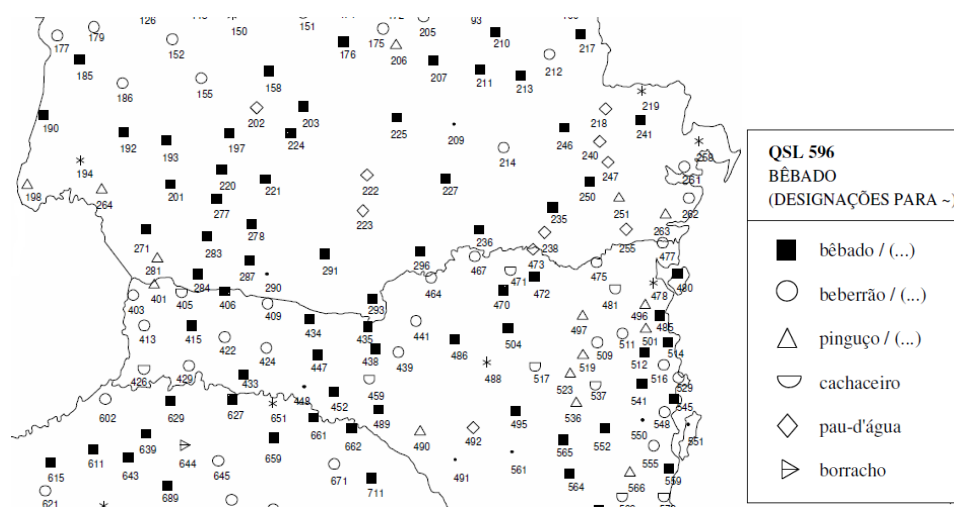 126 150 151 205 93
177 179 152 175 206 210 217
185 176 207 211 213 212
186 155 158
202 203 218 219
190 225 209 241
192 193 197 224 214 246 240 258
194 247
198 264 201 220 221 222 227 250 261
277 223 235 251 262
271 283 278 236 238 255 263
281 287 291 296 467 473 477
284 290 464 471 475 478 480
401 405 406 470 472 481
403 409 293 496
413 415 434 435 441 504 497 485
422 424 447 438 439 486 509 511 501 514
426 429 488 517 519 512 516
433 448 452 459 523 537 541 529
602 629 627 651 489 495 536 548 545
661 662 490 492 552 550 551
639 659 565
615 611 643 644 645 671 491 561 564 555 559
621 689 711 566
QSL 596
BÊBADO
(DESIGNAÇÕES PARA ~)
bêbado / (...)
beberrão / (...)
pinguço / (...)
cachaceiro
pau-d'água
borracho